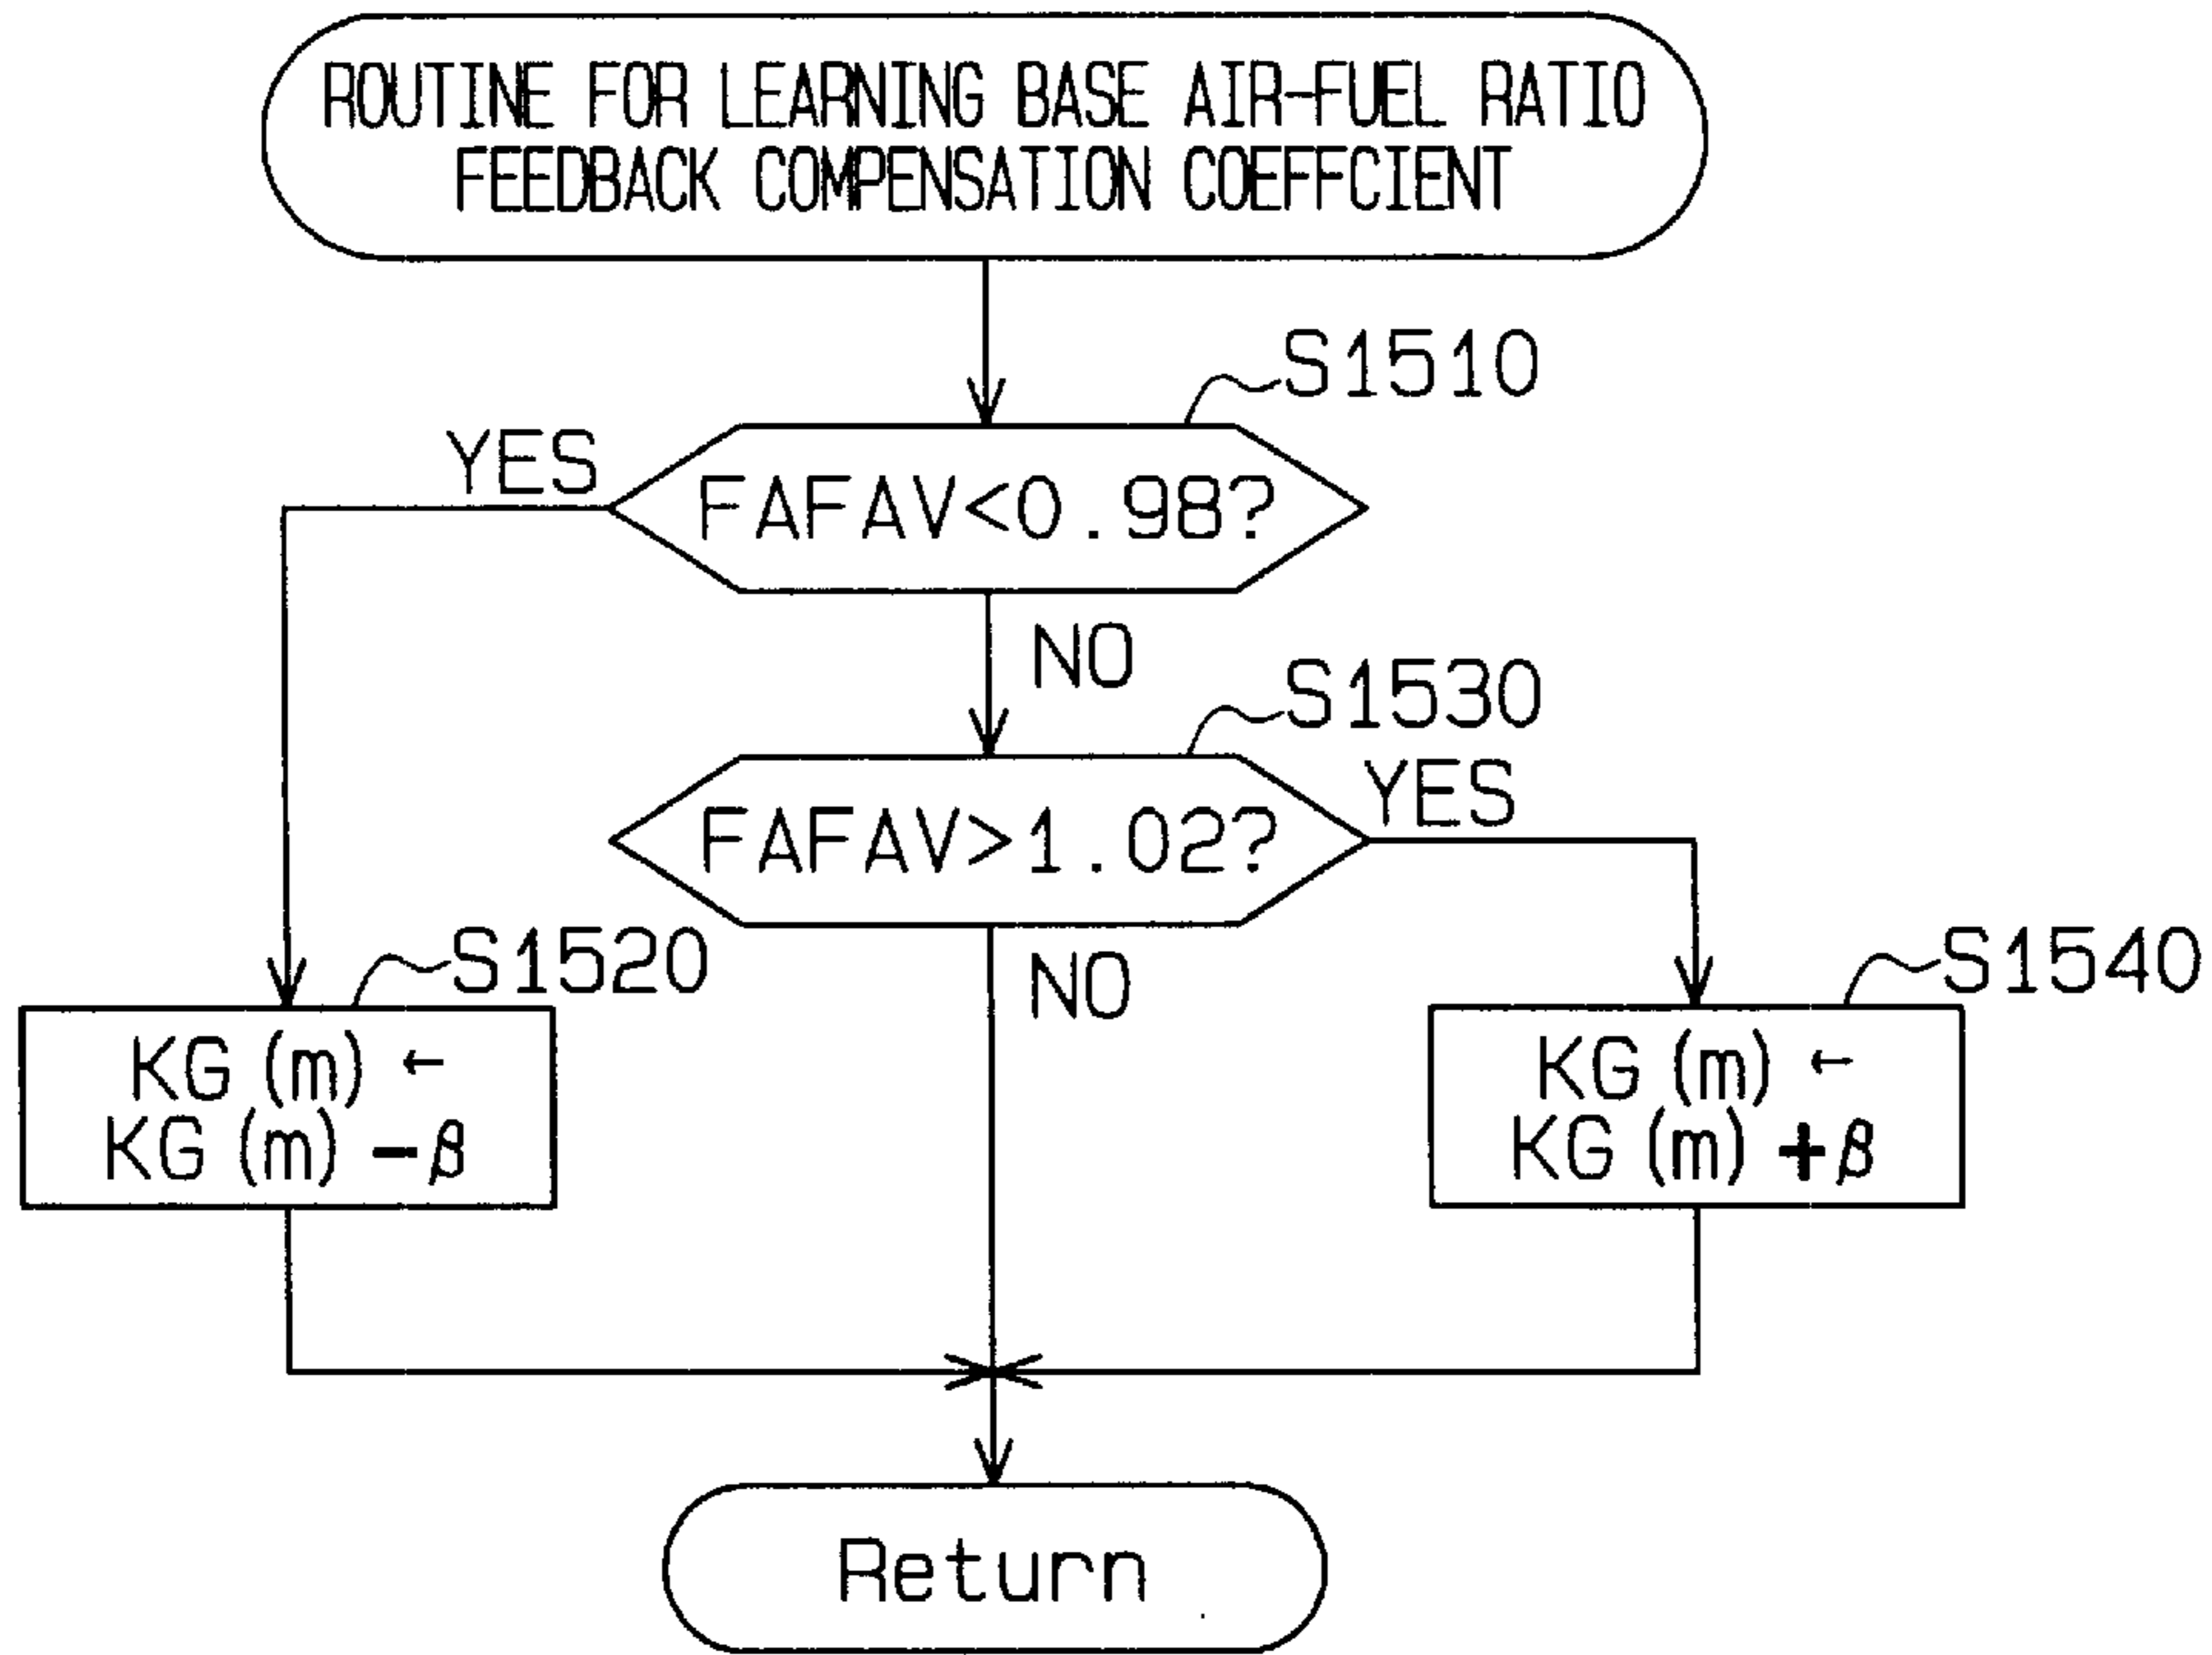 ROUTINE FOR LEARNING BASE AIR-FUEL RATIO
FEEDBACK COMPENSATION COEFFCIENT
S1510
YES
FAFAV<0.98?
NO
S1530
YES
FAFAV>1.02?
S1520
NO
S1540
KG (m) ←
KG (m) -β
KG (m) ←
KG (m) +β
Return